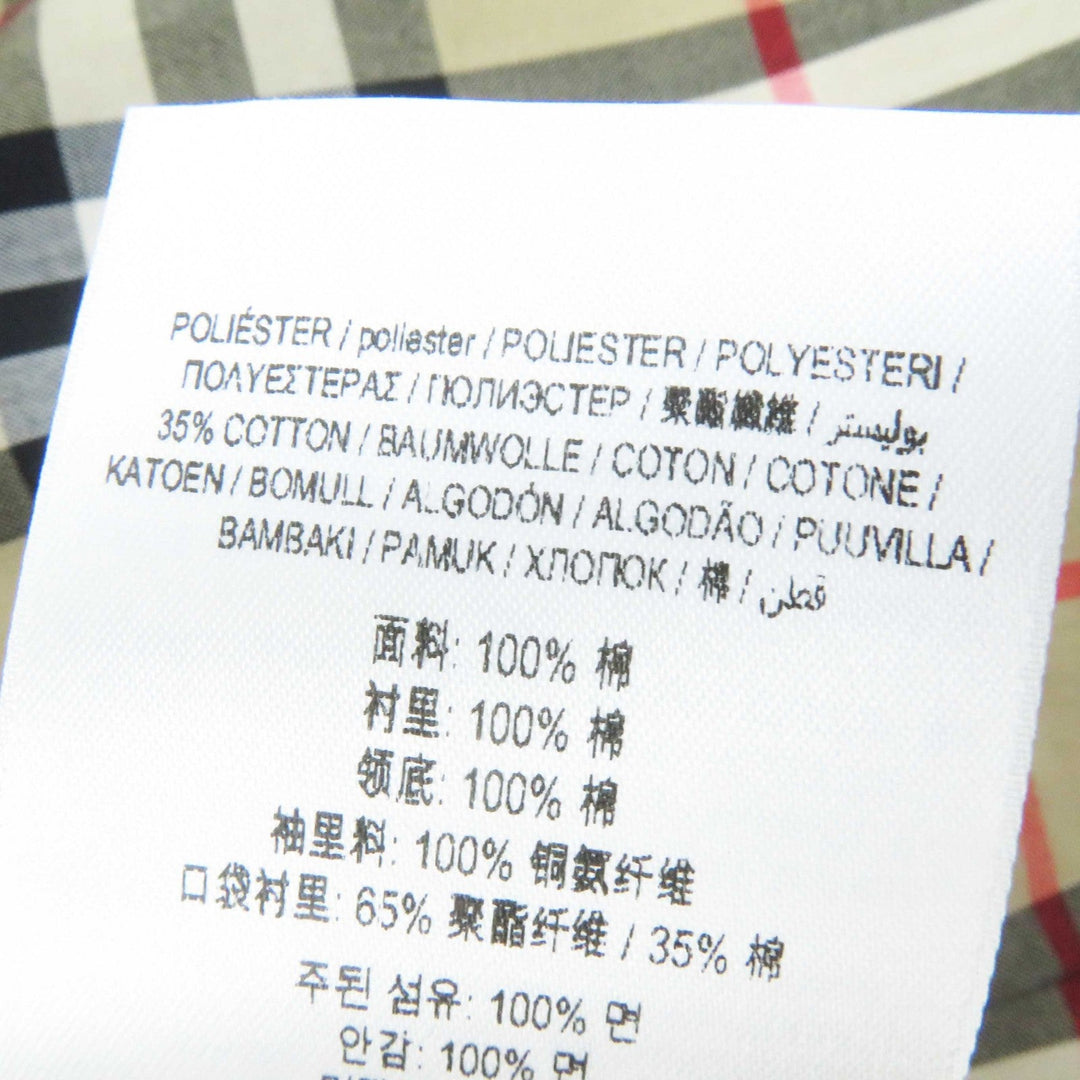 POLIÉSTER / poliester / POLIESTER / POLYESTERI /
ΠΟΛΥΕΣΤΕΡΑΣ / ПОЛИЭСТЕР / 聚酯纖維 / بوليستر
35% COTTON / BAUMWOLLE / COTON / COTONE /
KATOEN / BOMULL / ALGODÓN / ALGODÃO / PUUVILLA /
BAMBAKI / PAMUK / ХЛОПОК / 棉 / قطن
面料: 100% 棉
衬里: 100% 棉
领底: 100% 棉
袖里料: 100% 铜氨纤维
口袋衬里: 65% 聚酯纤维 / 35% 棉
주된 섬유: 100% 면
안감: 100% 면